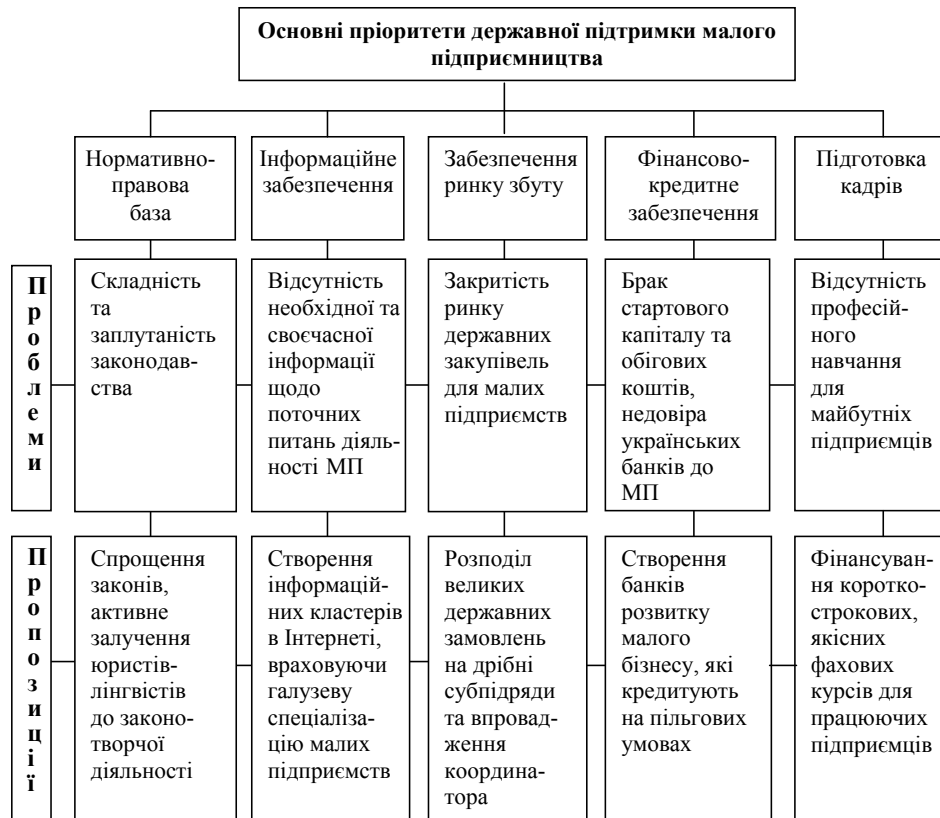 Основні пріоритети державної підтримки малого
підприємництва
Нормативно-
правова
база
Інформаційне
забезпечення
Забезпечення
ринку збуту
Фінансово-
кредитне
забезпечення
Підготовка
кадрів
Проблеми
Складність
та
заплутаність
законодав-
ства
Відсутність
необхідної та
своєчасної
інформації
щодо
поточних
питань діяль-
ності МП
Закритість
ринку
державних
закупівель
для малих
підприємств
Брак
стартового
капіталу та
обігових
коштів,
недовіра
українських
банків до
МП
Відсутність
професій-
ного
навчання
для
майбутніх
підприємців
Пропозиції
Спрощення
законів,
активне
залучення
юристів-
лінгвістів
до законо-
творчої
діяльності
Створення
інформацій-
них кластерів
в Інтернеті,
враховуючи
галузеву
спеціаліза-
цію малих
підприємств
Розподіл
великих
державних
замовлень
на дрібні
субпідряди
та впровад-
ження
координа-
тора
Створення
банків
розвитку
малого
бізнесу, які
кредитують
на пільгових
умовах
Фінансуван-
ня коротко-
строкових,
якісних
фахових
курсів для
працюючих
підприємців